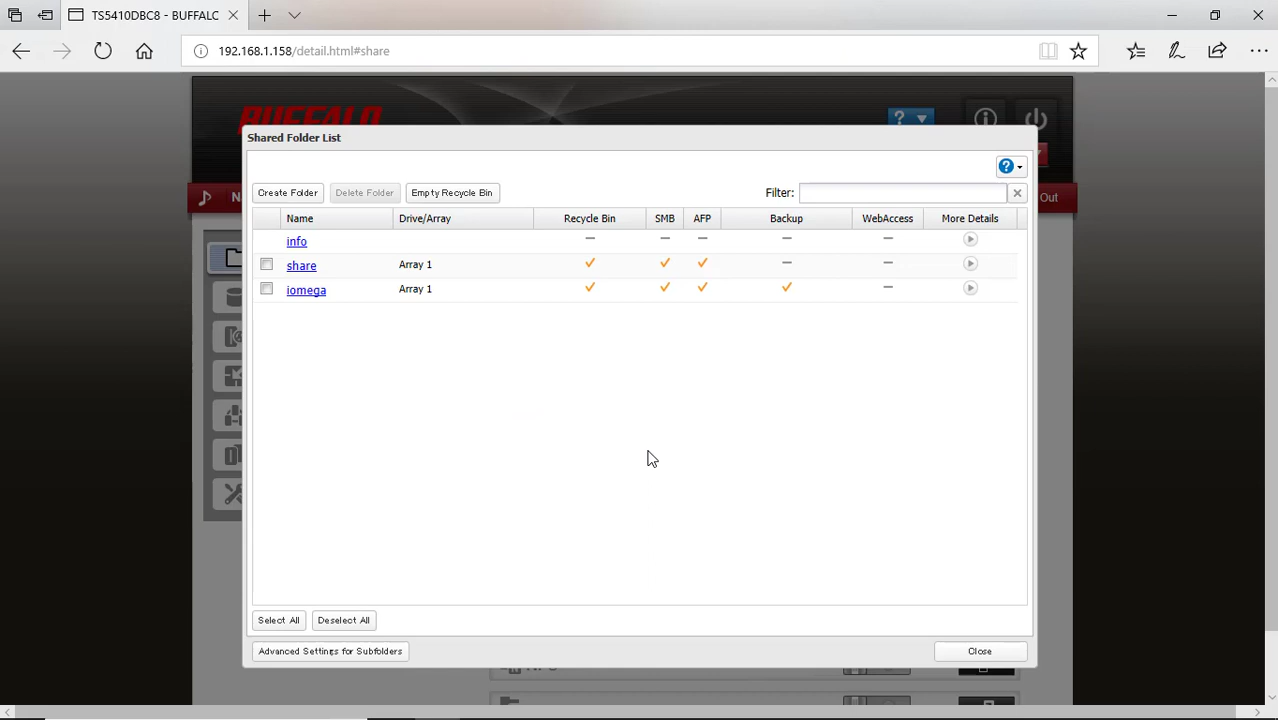 TS5410DBC8 - BUFFALC
192.168.1.158/detail.html#share
BUFFALO
Shared Folder List
Create Folder Delete Folder Empty Recycle Bin Filter:
Name Drive/Array Recycle Bin SMB AFP Backup WebAccess More Details
info
share Array 1
iomega Array 1
Select All Deselect All
Advanced Settings for Subfolders Close
Out